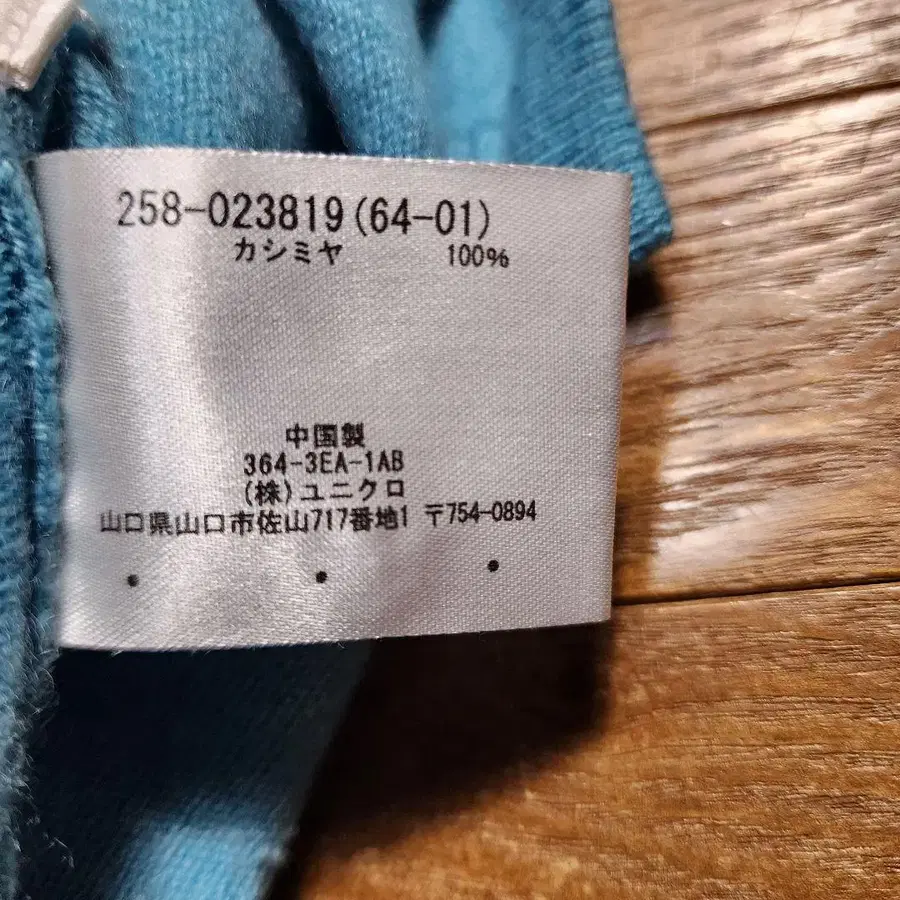 258-023819(64-01)
カシミヤ 100%
中国製
364-3EA-1AB
(株)ユニクロ
山口県山口市佐山717番地1 〒754-0894